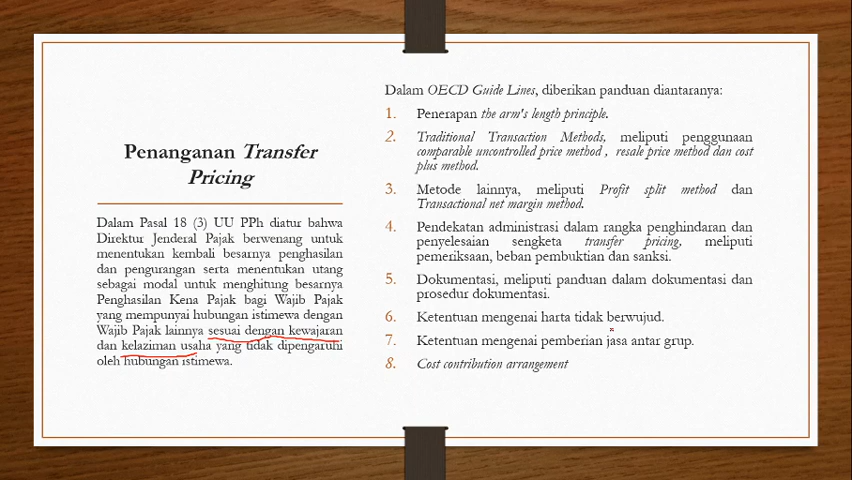 Penanganan Transfer
Pricing
Dalam Pasal 18 (3) UU PPh diatur bahwa
Direktur Jenderal Pajak berwenang untuk
menentukan kembali besarnya penghasilan
dan pengurangan serta menentukan utang
sebagai modal untuk menghitung besarnya
Penghasilan Kena Pajak bagi Wajib Pajak
yang mempunyai hubungan istimewa dengan
Wajib Pajak lainnya sesuai dengan kewajaran
dan kelaziman usaha yang tidak dipengaruhi
oleh hubungan istimewa.
Dalam OECD Guide Lines, diberikan panduan diantaranya:
1. Penerapan the arm's length principle.
2. Traditional Transaction Methods, meliputi penggunaan
comparable uncontrolled price method , resale price method dan cost
plus method.
3. Metode lainnya, meliputi Profit split method dan
Transactional net margin method.
4. Pendekatan administrasi dalam rangka penghindaran dan
penyelesaian sengketa transfer pricing, meliputi
pemeriksaan, beban pembuktian dan sanksi.
5. Dokumentasi, meliputi panduan dalam dokumentasi dan
prosedur dokumentasi.
6. Ketentuan mengenai harta tidak berwujud.
7. Ketentuan mengenai pemberian jasa antar grup.
8. Cost contribution arrangement